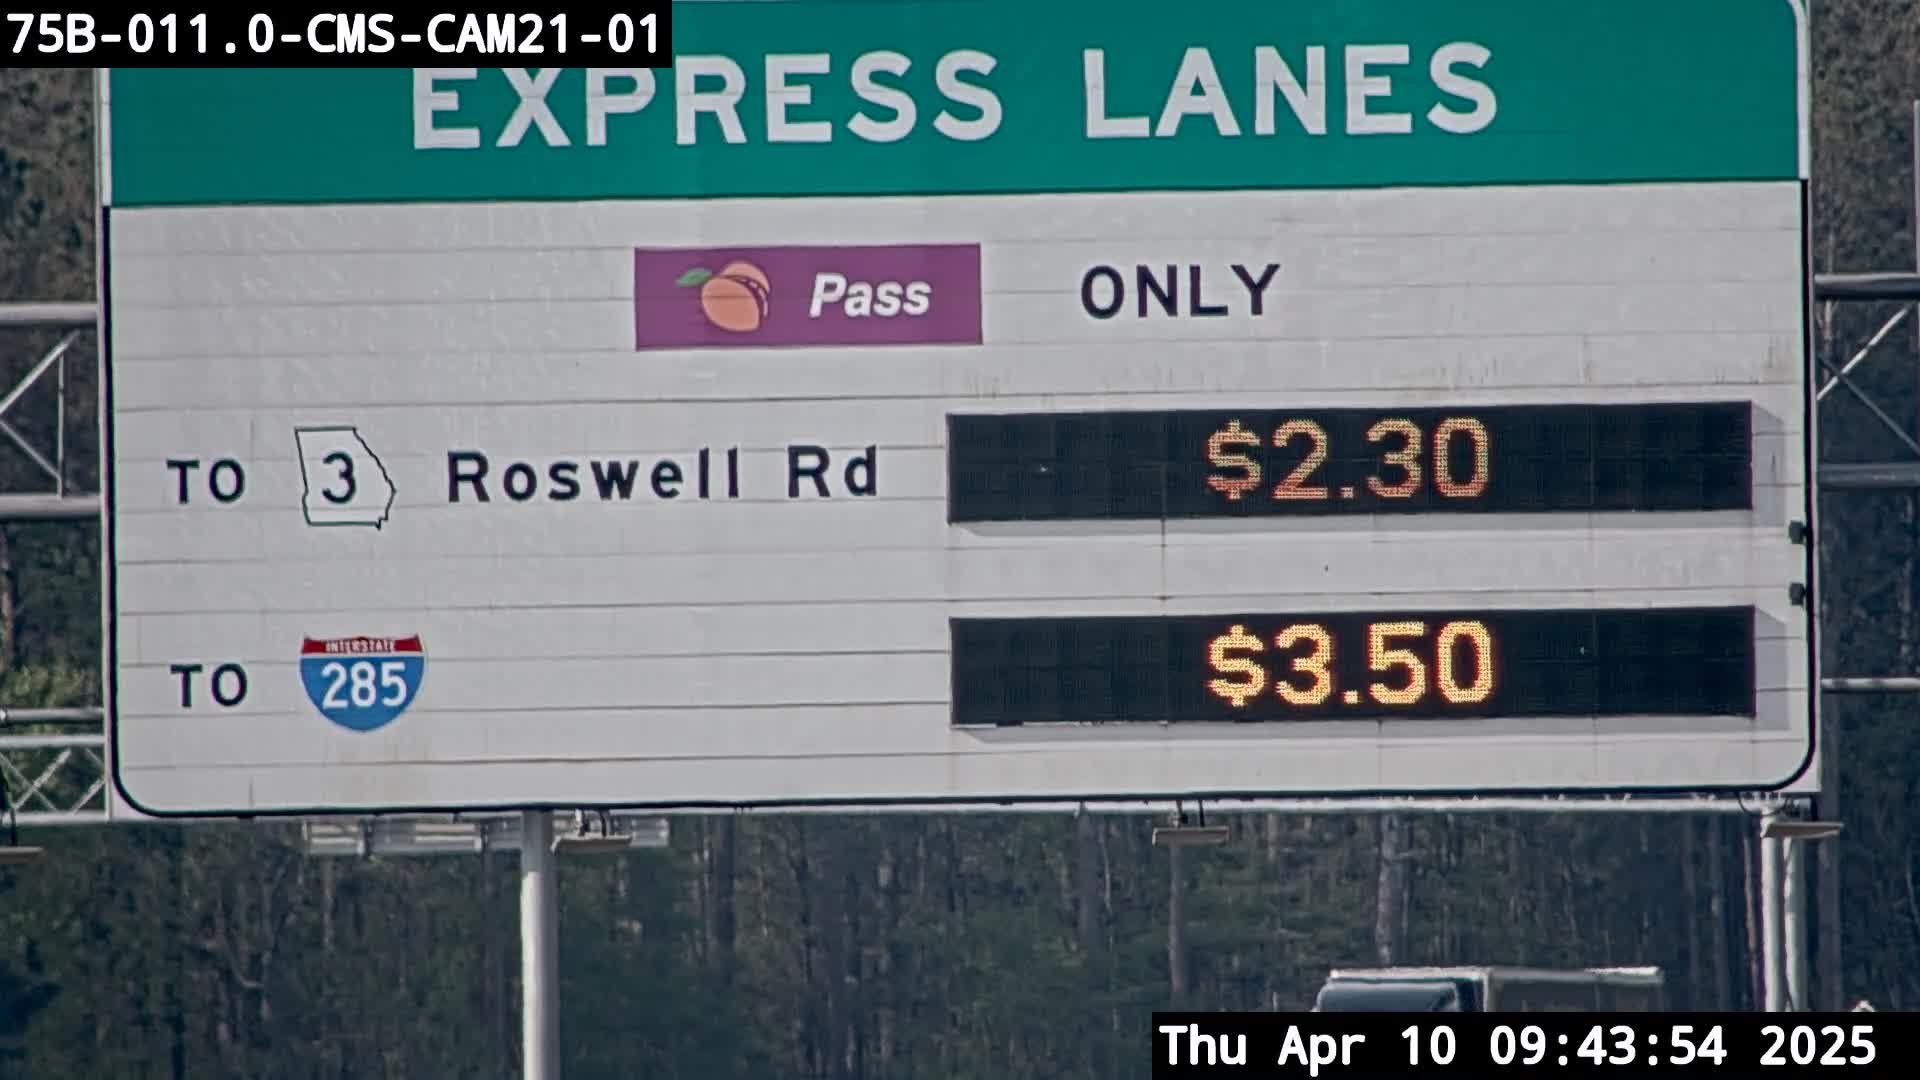 75B-011.0-CMS-CAM21-01
EXPRESS LANES
Pass ONLY
TO 3 Roswell Rd $2.30
TO INTERSTATE 285 $3.50
Thu Apr 10 09:43:54 2025